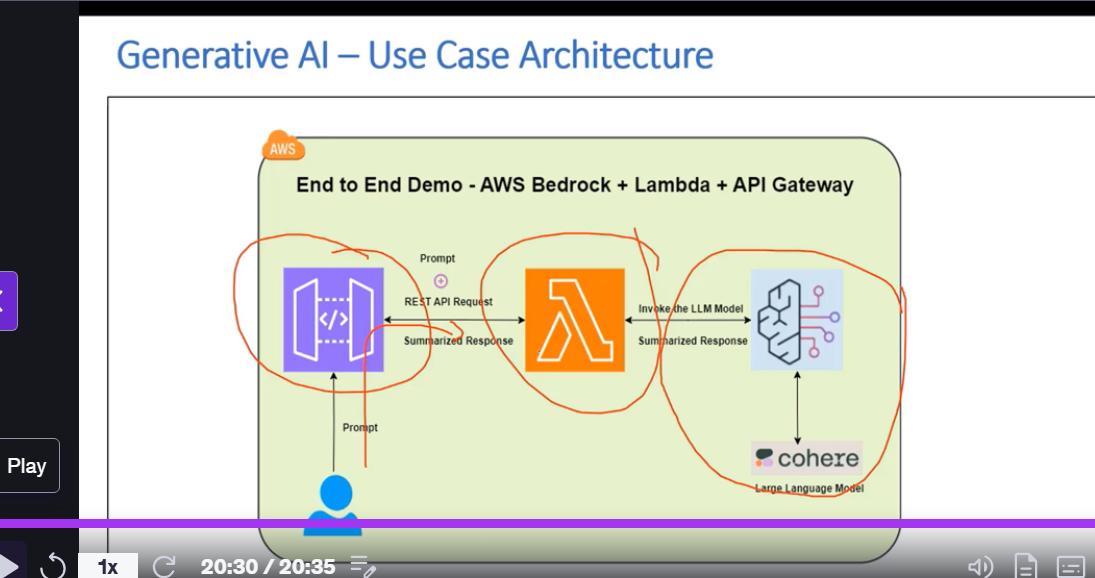 Generative AI – Use Case Architecture
AWS
End to End Demo - AWS Bedrock + Lambda + API Gateway
Prompt
REST API Request
Summarized Response
</>
Invoke the LLM Model
Summarized Response
Prompt
cohere
Large Language Model
Play
1x
20:30 / 20:35